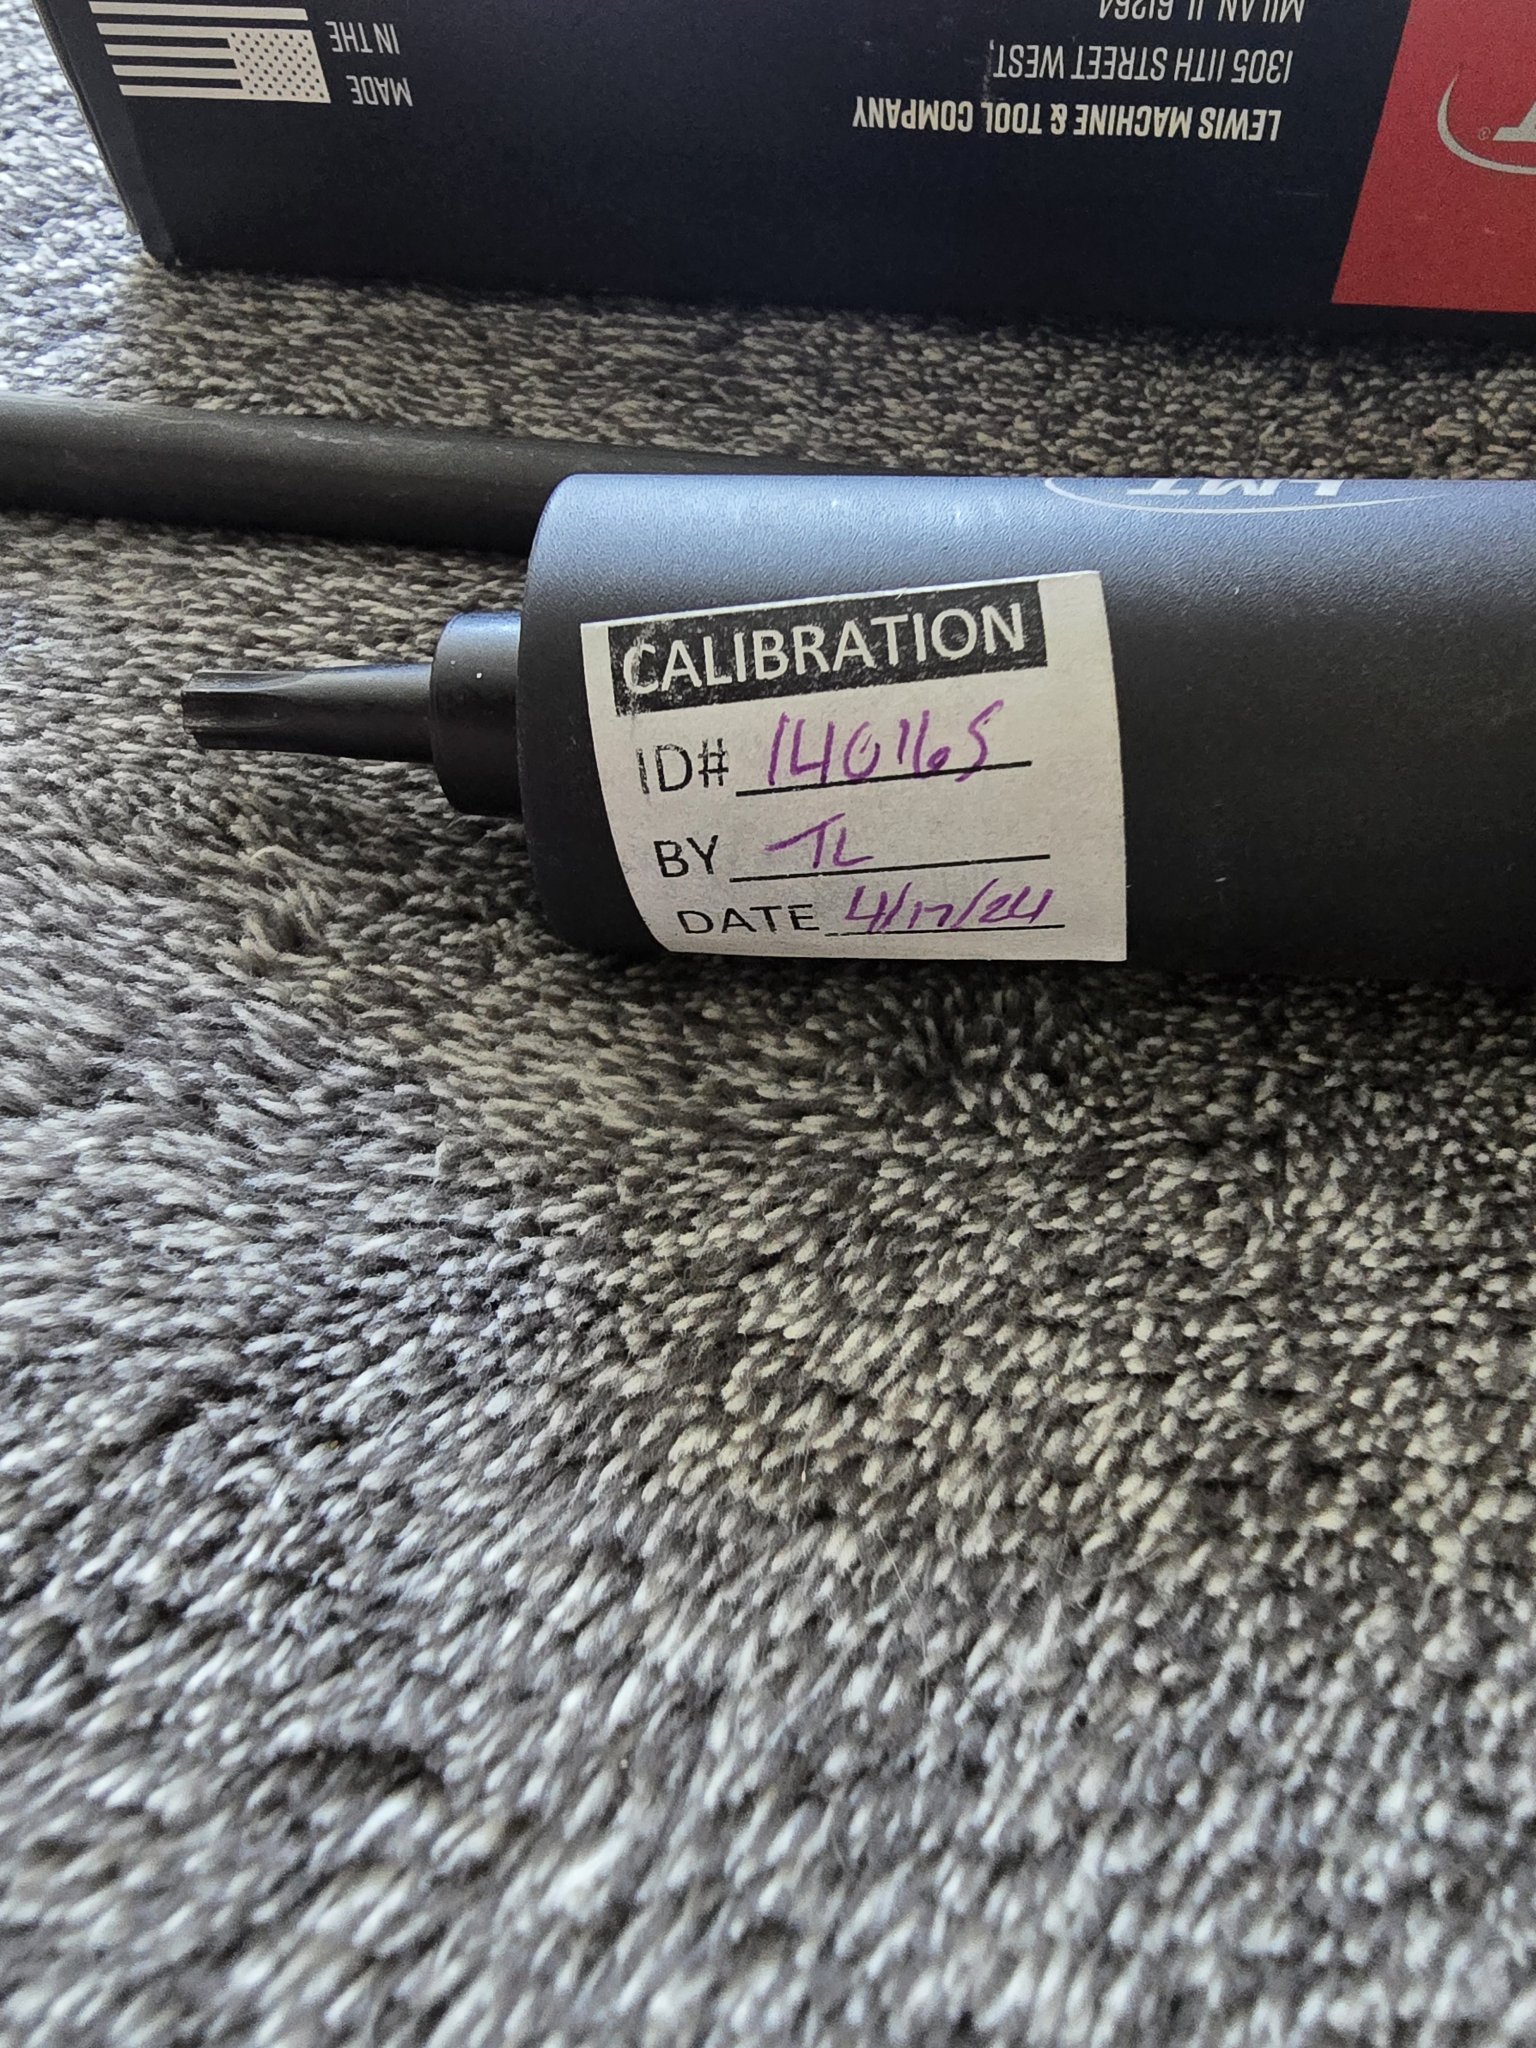 MADE
IN THE
LEWIS MACHINE & TOOL COMPANY
1305 11TH STREET WEST,
MILAN, IL 61264
LMT
CALIBRATION
ID# 140165
BY TL
DATE 4/17/24